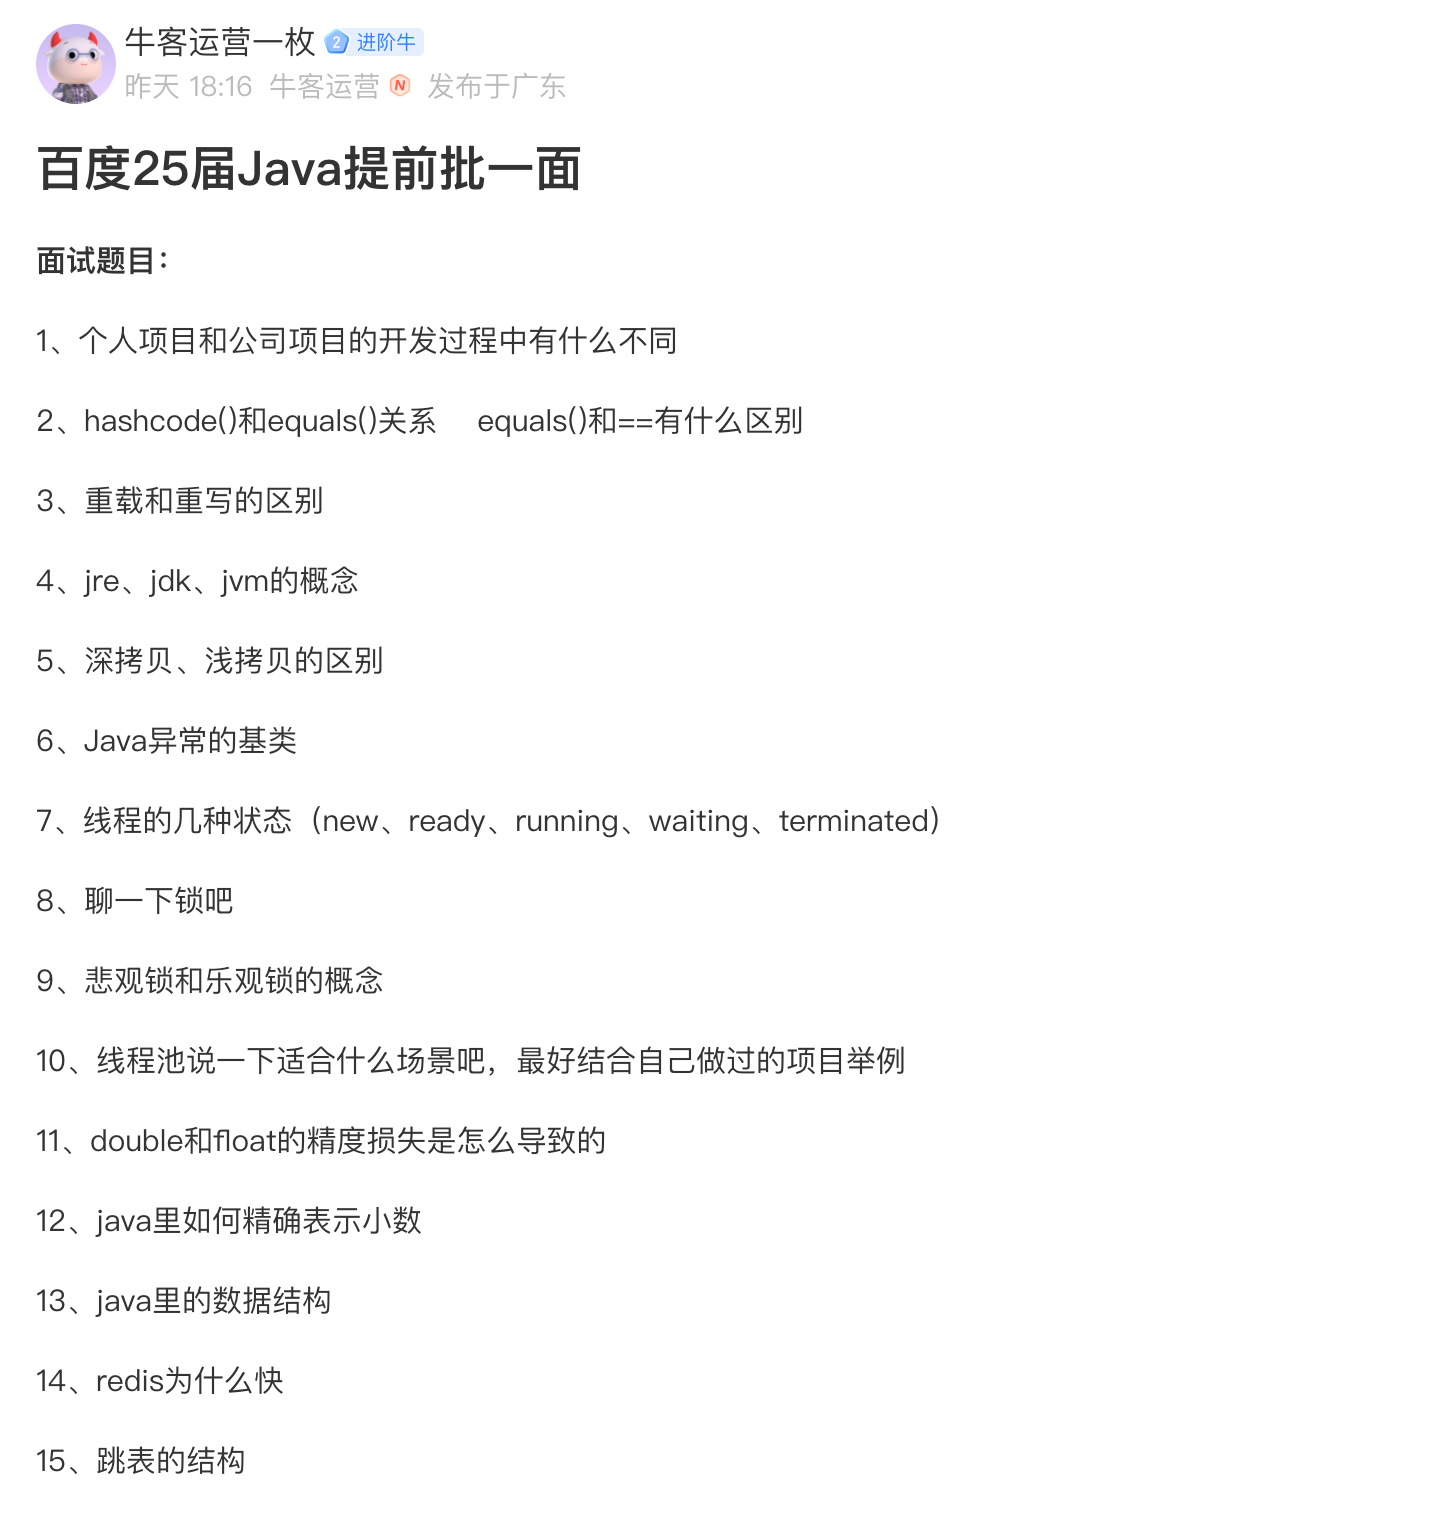 牛客运营一枚 2 进阶牛
昨天 18:16 牛客运营 N 发布于广东
百度25届Java提前批一面
面试题目：
1、个人项目和公司项目的开发过程中有什么不同
2、hashcode()和equals()关系 equals()和==有什么区别
3、重载和重写的区别
4、jre、jdk、jvm的概念
5、深拷贝、浅拷贝的区别
6、Java异常的基类
7、线程的几种状态（new、ready、running、waiting、terminated）
8、聊一下锁吧
9、悲观锁和乐观锁的概念
10、线程池说一下适合什么场景吧，最好结合自己做过的项目举例
11、double和float的精度损失是怎么导致的
12、java里如何精确表示小数
13、java里的数据结构
14、redis为什么快
15、跳表的结构